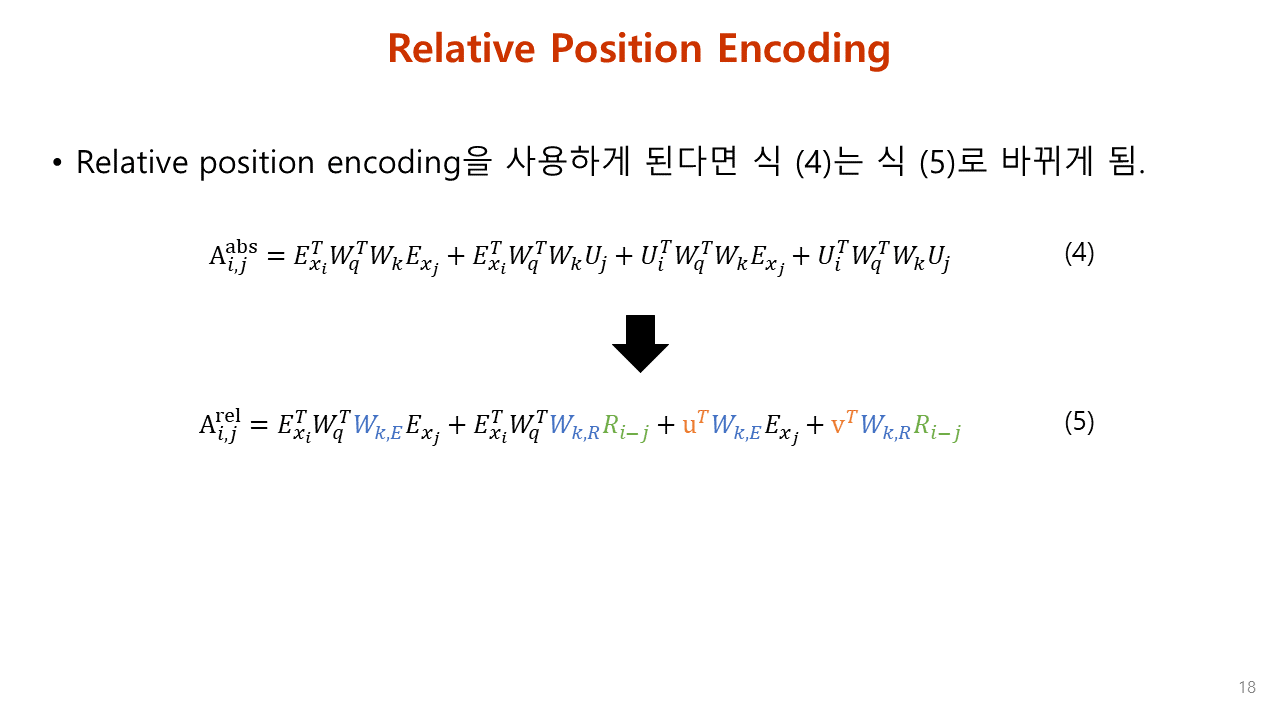 Relative Position Encoding
• Relative position encoding을 사용하게 된다면 식 (4)는 식 (5)로 바뀌게 됨.
A_{i,j}^{abs} = E_{x_i}^T W_q^T W_k E_{x_j} + E_{x_i}^T W_q^T W_k U_j + U_i^T W_q^T W_k E_{x_j} + U_i^T W_q^T W_k U_j (4)
A_{i,j}^{rel} = E_{x_i}^T W_q^T W_{k,E} E_{x_j} + E_{x_i}^T W_q^T W_{k,R} R_{i−j} + u^T W_{k,E} E_{x_j} + v^T W_{k,R} R_{i−j} (5)
18